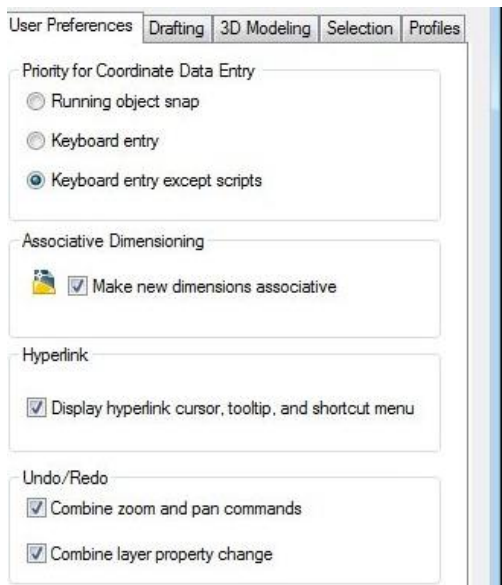 User Preferences Drafting 3D Modeling Selection Profiles
Priority for Coordinate Data Entry
Running object snap
Keyboard entry
Keyboard entry except scripts
Associative Dimensioning
Make new dimensions associative
Hyperlink
Display hyperlink cursor, tooltip, and shortcut menu
Undo/Redo
Combine zoom and pan commands
Combine layer property change